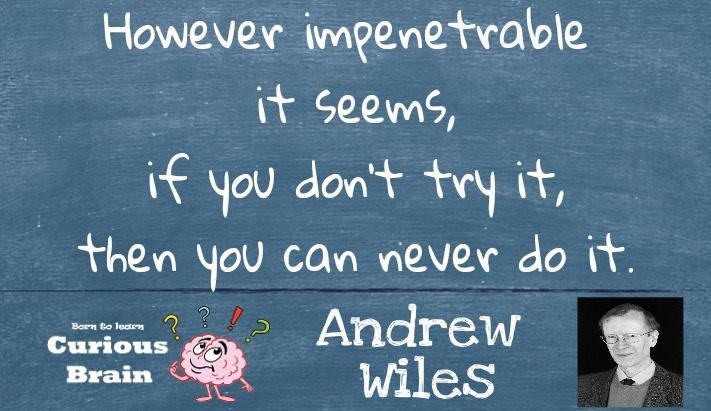 However impenetrable
it seems,
if you don't try it,
then you can never do it.
Born to learn
Curious
Brain
Andrew
Wiles